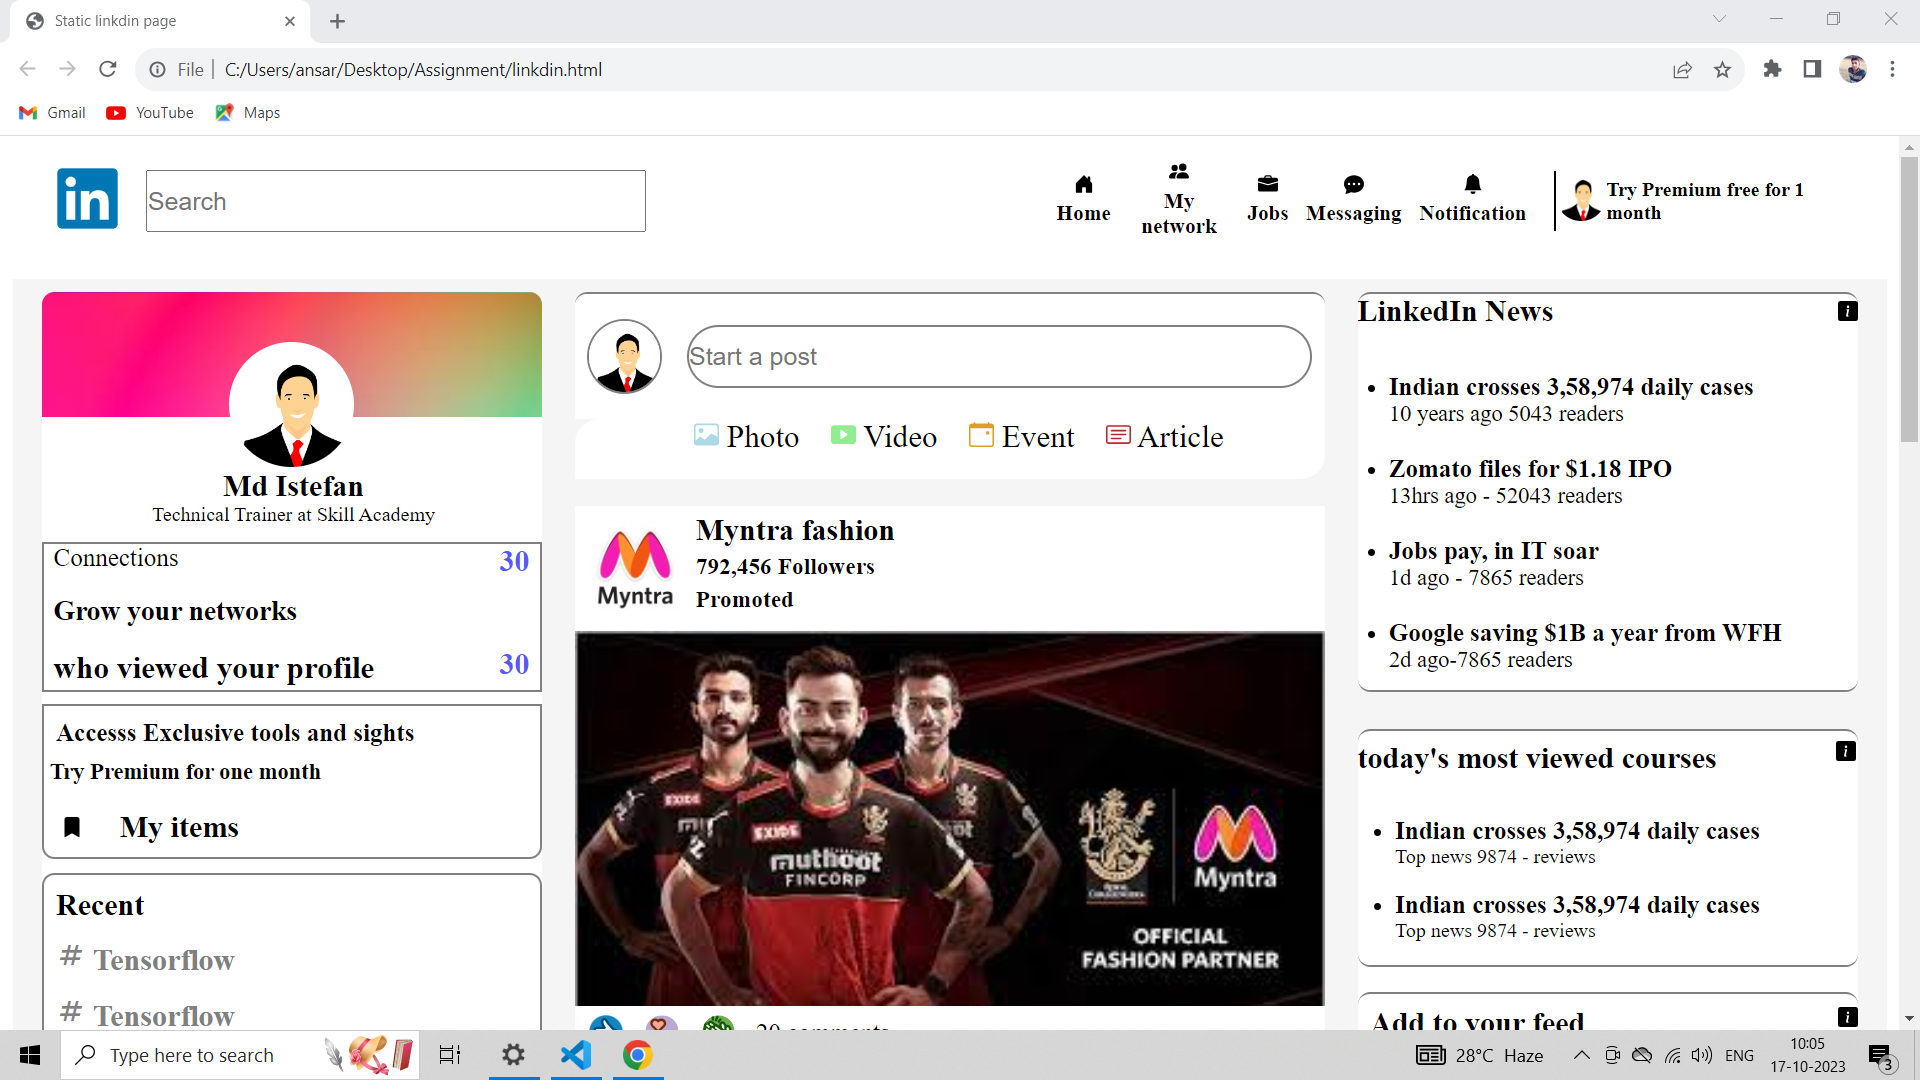 Static linkdin page
File
C:/Users/ansar/Desktop/Assignment/linkdin.html
Gmail
YouTube
Maps
in
Search
Home
My
network
Jobs
Messaging
Notification
Try Premium free for 1
month
Md Istefan
Technical Trainer at Skill Academy
Connections
30
Grow your networks
who viewed your profile
30
Accesss Exclusive tools and sights
Try Premium for one month
My items
Recent
# Tensorflow
# Tensorflow
Start a post
Photo
Video
Event
Article
Myntra
Myntra fashion
792,456 Followers
Promoted
EXIDE
EXIDE
muthoot
FINCORP
Myntra
OFFICIAL
FASHION PARTNER
20 comments
LinkedIn News
i
• Indian crosses 3,58,974 daily cases
10 years ago 5043 readers
• Zomato files for $1.18 IPO
13hrs ago - 52043 readers
• Jobs pay, in IT soar
1d ago - 7865 readers
• Google saving $1B a year from WFH
2d ago-7865 readers
today's most viewed courses
i
• Indian crosses 3,58,974 daily cases
Top news 9874 - reviews
• Indian crosses 3,58,974 daily cases
Top news 9874 - reviews
Add to your feed
i
Type here to search
28°C Haze
ENG
10:05
17-10-2023
3